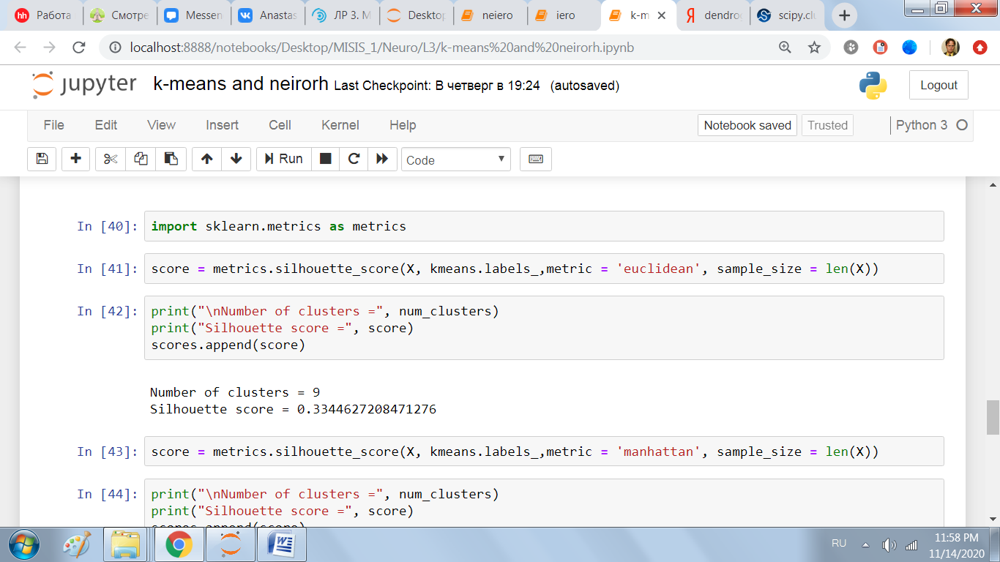 Работа
Смотре
Messen
Anastas
ЛР 3. М
Desktop
neiero
iero
k-m
dendrog
scipy.clu
localhost:8888/notebooks/Desktop/MISIS_1/Neuro/L3/k-means%20and%20neirorh.ipynb
jupyter k-means and neirorh Last Checkpoint: В четверг в 19:24 (autosaved)
Logout
File Edit View Insert Cell Kernel Help
Notebook saved Trusted Python 3
Run Code
In [40]: import sklearn.metrics as metrics
In [41]: score = metrics.silhouette_score(X, kmeans.labels_,metric = 'euclidean', sample_size = len(X))
In [42]: print("\nNumber of clusters =", num_clusters)
print("Silhouette score =", score)
scores.append(score)
Number of clusters = 9
Silhouette score = 0.3344627208471276
In [43]: score = metrics.silhouette_score(X, kmeans.labels_,metric = 'manhattan', sample_size = len(X))
In [44]: print("\nNumber of clusters =", num_clusters)
print("Silhouette score =", score)
scores.append(score)
RU
11:58 PM
11/14/2020